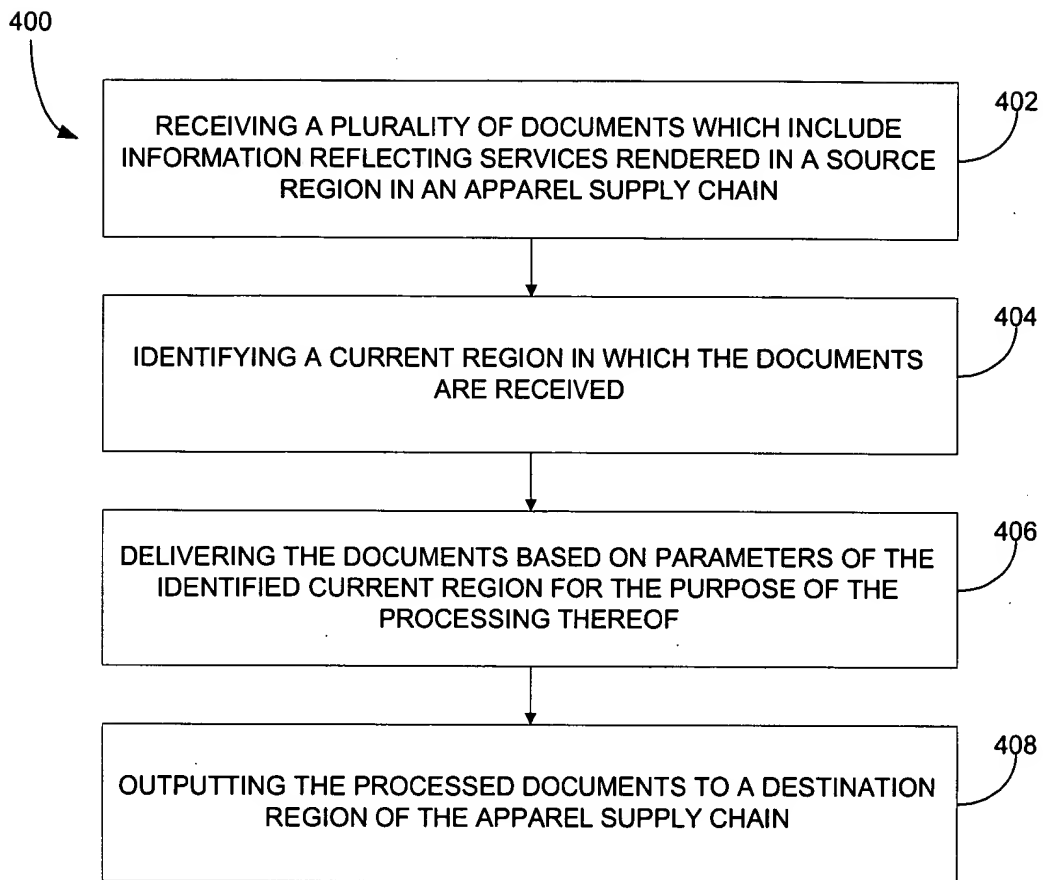 400
402
RECEIVING A PLURALITY OF DOCUMENTS WHICH INCLUDE
INFORMATION REFLECTING SERVICES RENDERED IN A SOURCE
REGION IN AN APPAREL SUPPLY CHAIN
404
IDENTIFYING A CURRENT REGION IN WHICH THE DOCUMENTS
ARE RECEIVED
406
DELIVERING THE DOCUMENTS BASED ON PARAMETERS OF THE
IDENTIFIED CURRENT REGION FOR THE PURPOSE OF THE
PROCESSING THEREOF
408
OUTPUTTING THE PROCESSED DOCUMENTS TO A DESTINATION
REGION OF THE APPAREL SUPPLY CHAIN